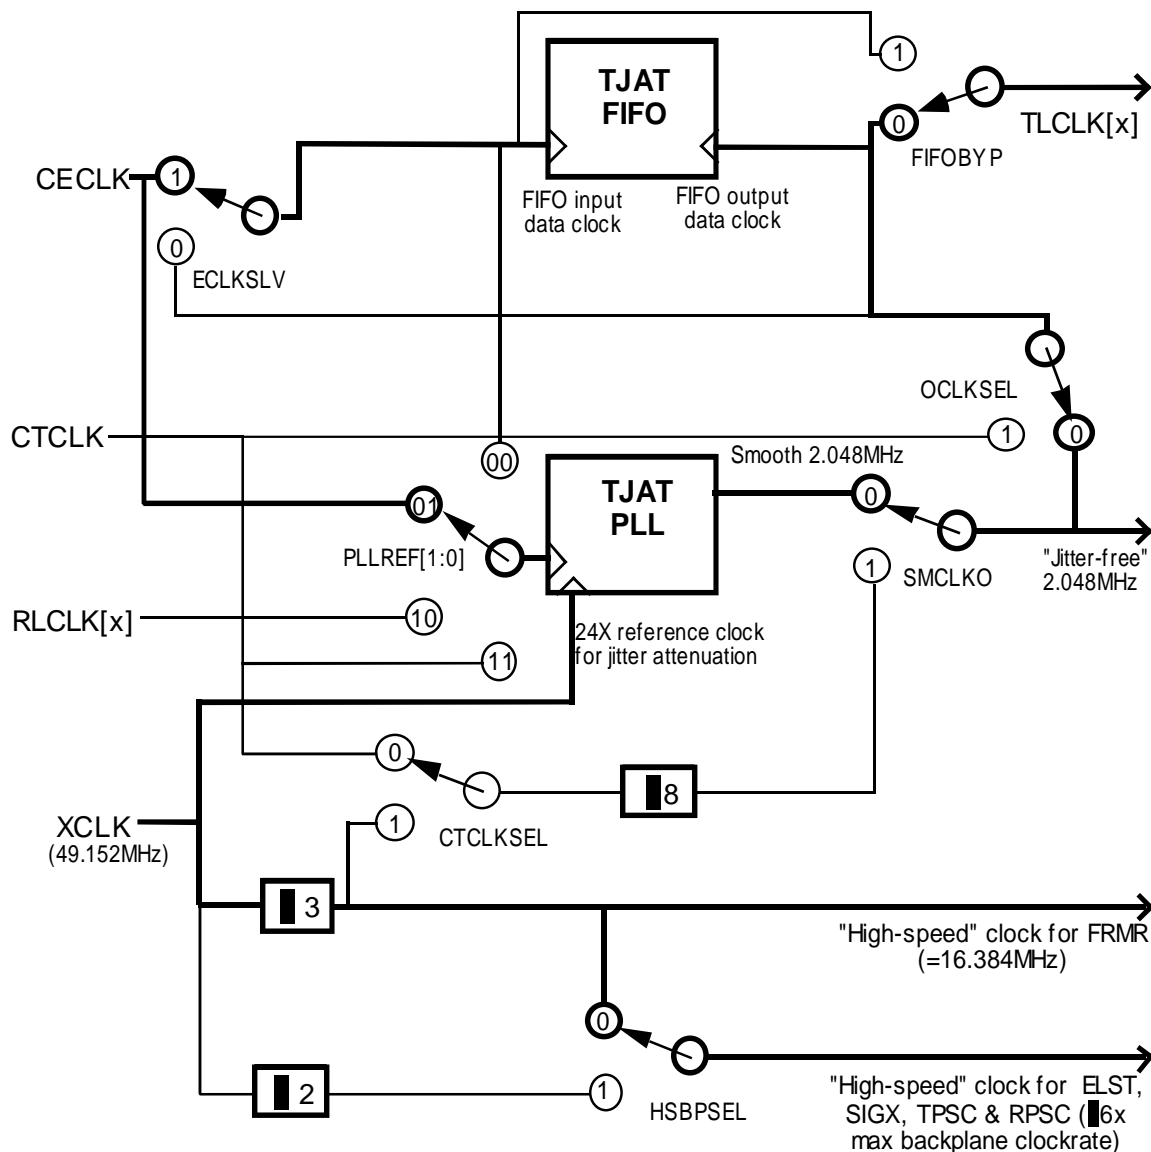 1
TJAT
FIFO
TLCLK[x]
0
FIFOBYP
CECLK
1
FIFO input
data clock
FIFO output
data clock
0
ECLKSLV
OCLKSEL
CTCLK
1
0
00
Smooth 2.048MHz
TJAT
PLL
01
0
PLLREF[1:0]
1
SMCLKO
"Jitter-free"
2.048MHz
RLCLK[x]
10
24X reference clock
for jitter attenuation
11
0
8
XCLK
(49.152MHz)
1
CTCLKSEL
3
"High-speed" clock for FRMR
(=16.384MHz)
0
2
1
HSBPSEL
"High-speed" clock for ELST,
SIGX, TPSC & RPSC (6x
max backplane clockrate)